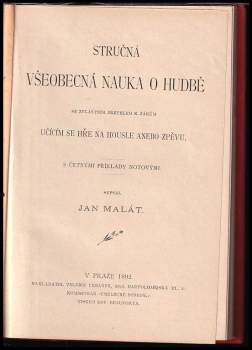 STRUČNÁ
VŠEOBECNÁ NAUKA O HUDBĚ
SE ZVLÁŠTNÍM ZŘETELEM K ŽÁKŮM
UČÍCÍM SE HŘE NA HOUSLE ANEBO ZPĚVU.
S ČETNÝMI PŘÍKLADY NOTOVÝMI.
SEPSAL
JAN MALÁT.
V PRAZE 1892.
NAKLADATEL